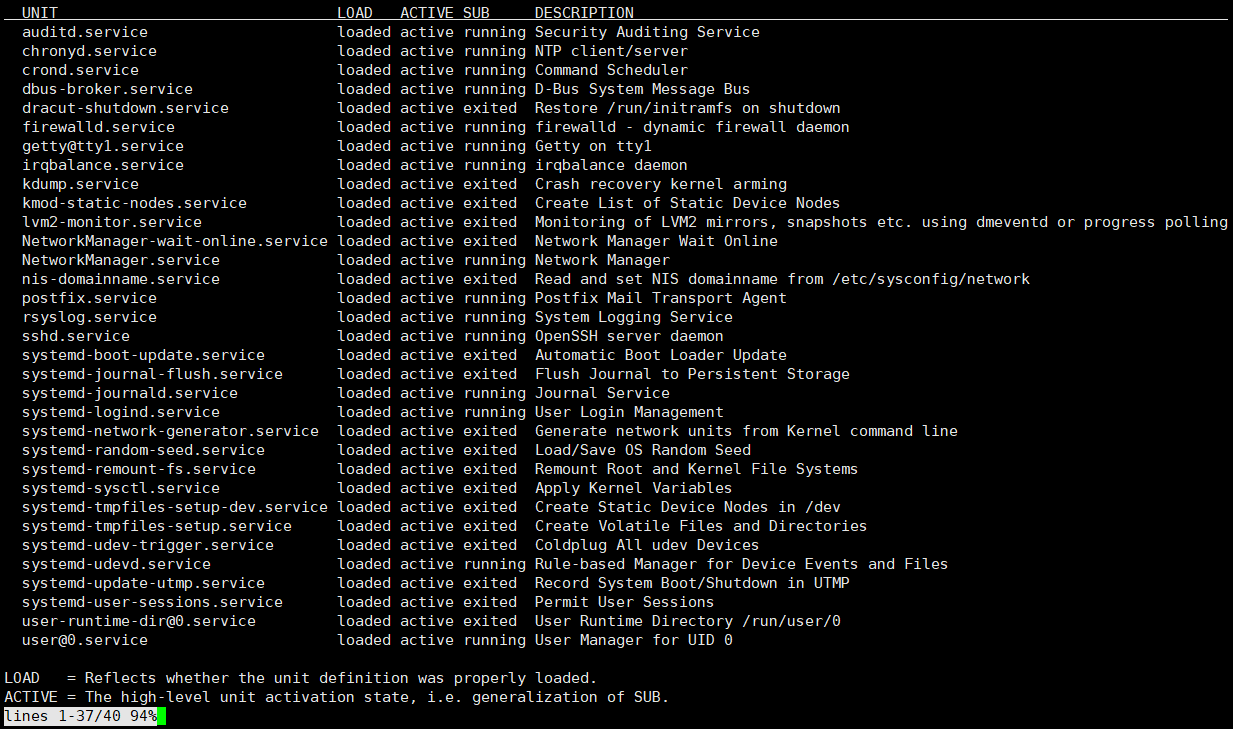 UNIT                              LOAD   ACTIVE SUB     DESCRIPTION
  auditd.service                    loaded active running Security Auditing Service
  chronyd.service                   loaded active running NTP client/server
  crond.service                     loaded active running Command Scheduler
  dbus-broker.service               loaded active running D-Bus System Message Bus
  dracut-shutdown.service           loaded active exited  Restore /run/initramfs on shutdown
  firewalld.service                 loaded active running firewalld - dynamic firewall daemon
  getty@tty1.service                loaded active running Getty on tty1
  irqbalance.service                loaded active running irqbalance daemon
  kdump.service                     loaded active exited  Crash recovery kernel arming
  kmod-static-nodes.service         loaded active exited  Create List of Static Device Nodes
  lvm2-monitor.service              loaded active exited  Monitoring of LVM2 mirrors, snapshots etc. using dmeventd or progress polling
  NetworkManager-wait-online.service loaded active exited  Network Manager Wait Online
  NetworkManager.service            loaded active running Network Manager
  nis-domainname.service            loaded active exited  Read and set NIS domainname from /etc/sysconfig/network
  postfix.service                   loaded active running Postfix Mail Transport Agent
  rsyslog.service                   loaded active running System Logging Service
  sshd.service                      loaded active running OpenSSH server daemon
  systemd-boot-update.service       loaded active exited  Automatic Boot Loader Update
  systemd-journal-flush.service     loaded active exited  Flush Journal to Persistent Storage
  systemd-journald.service          loaded active running Journal Service
  systemd-logind.service            loaded active running User Login Management
  systemd-network-generator.service loaded active exited  Generate network units from Kernel command line
  systemd-random-seed.service       loaded active exited  Load/Save OS Random Seed
  systemd-remount-fs.service        loaded active exited  Remount Root and Kernel File Systems
  systemd-sysctl.service            loaded active exited  Apply Kernel Variables
  systemd-tmpfiles-setup-dev.service loaded active exited  Create Static Device Nodes in /dev
  systemd-tmpfiles-setup.service    loaded active exited  Create Volatile Files and Directories
  systemd-udev-trigger.service      loaded active exited  Coldplug All udev Devices
  systemd-udevd.service             loaded active running Rule-based Manager for Device Events and Files
  systemd-update-utmp.service       loaded active exited  Record System Boot/Shutdown in UTMP
  systemd-user-sessions.service     loaded active exited  Permit User Sessions
  user-runtime-dir@0.service        loaded active exited  User Runtime Directory /run/user/0
  user@0.service                    loaded active running User Manager for UID 0

LOAD   = Reflects whether the unit definition was properly loaded.
ACTIVE = The high-level unit activation state, i.e. generalization of SUB.
lines 1-37/40 94%